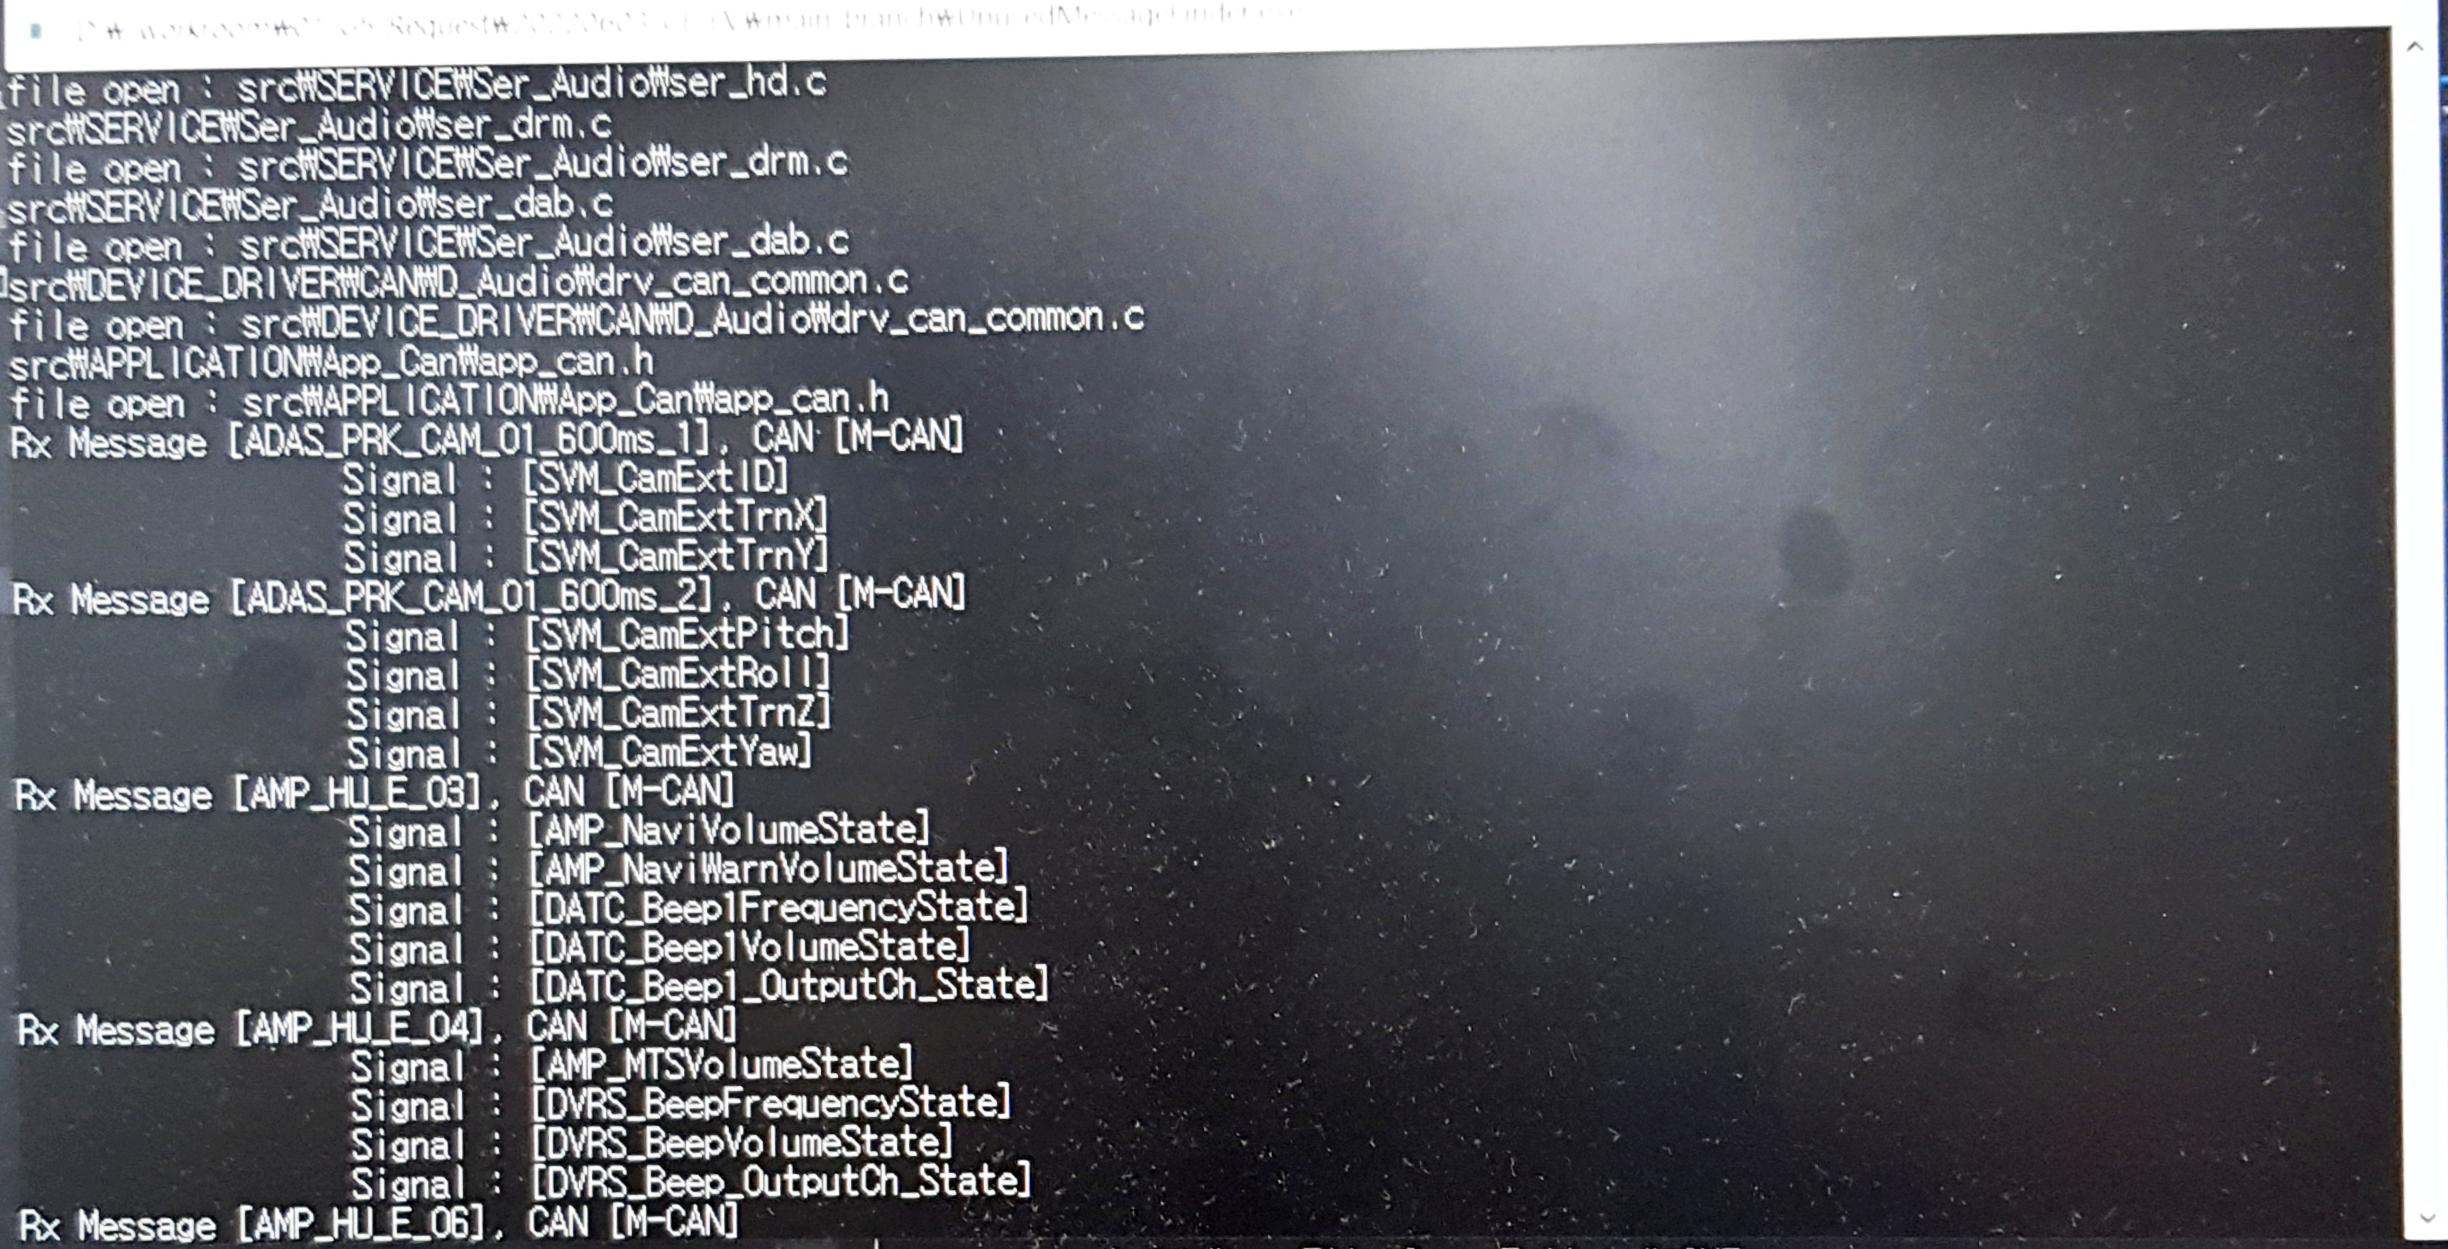 file open : src₩SERVICE₩Ser_Audio₩ser_hd.c
src₩SERVICE₩Ser_Audio₩ser_drm.c
file open : src₩SERVICE₩Ser_Audio₩ser_drm.c
src₩SERVICE₩Ser_Audio₩ser_dab.c
file open : src₩SERVICE₩Ser_Audio₩ser_dab.c
src₩DEVICE_DRIVER₩CAN₩D_Audio₩drv_can_common.c
file open : src₩DEVICE_DRIVER₩CAN₩D_Audio₩drv_can_common.c
src₩APPLICATION₩App_Can₩app_can.h
file open : src₩APPLICATION₩App_Can₩app_can.h
Rx Message [ADAS_PRK_CAM_01_600ms_1], CAN [M-CAN]
Signal : [SVM_CamExtID]
Signal : [SVM_CamExtTrnX]
Signal : [SVM_CamExtTrnY]
Rx Message [ADAS_PRK_CAM_01_600ms_2], CAN [M-CAN]
Signal : [SVM_CamExtPitch]
Signal : [SVM_CamExtRoll]
Signal : [SVM_CamExtTrnZ]
Signal : [SVM_CamExtYaw]
Rx Message [AMP_HU_E_03], CAN [M-CAN]
Signal : [AMP_NaviVolumeState]
Signal : [AMP_NaviWarnVolumeState]
Signal : [DATC_Beep1FrequencyState]
Signal : [DATC_Beep1VolumeState]
Signal : [DATC_Beep1_OutputCh_State]
Rx Message [AMP_HU_E_04], CAN [M-CAN]
Signal : [AMP_MTSVolumeState]
Signal : [DVRS_BeepFrequencyState]
Signal : [DVRS_BeepVolumeState]
Signal : [DVRS_Beep_OutputCh_State]
Rx Message [AMP_HU_E_06], CAN [M-CAN]